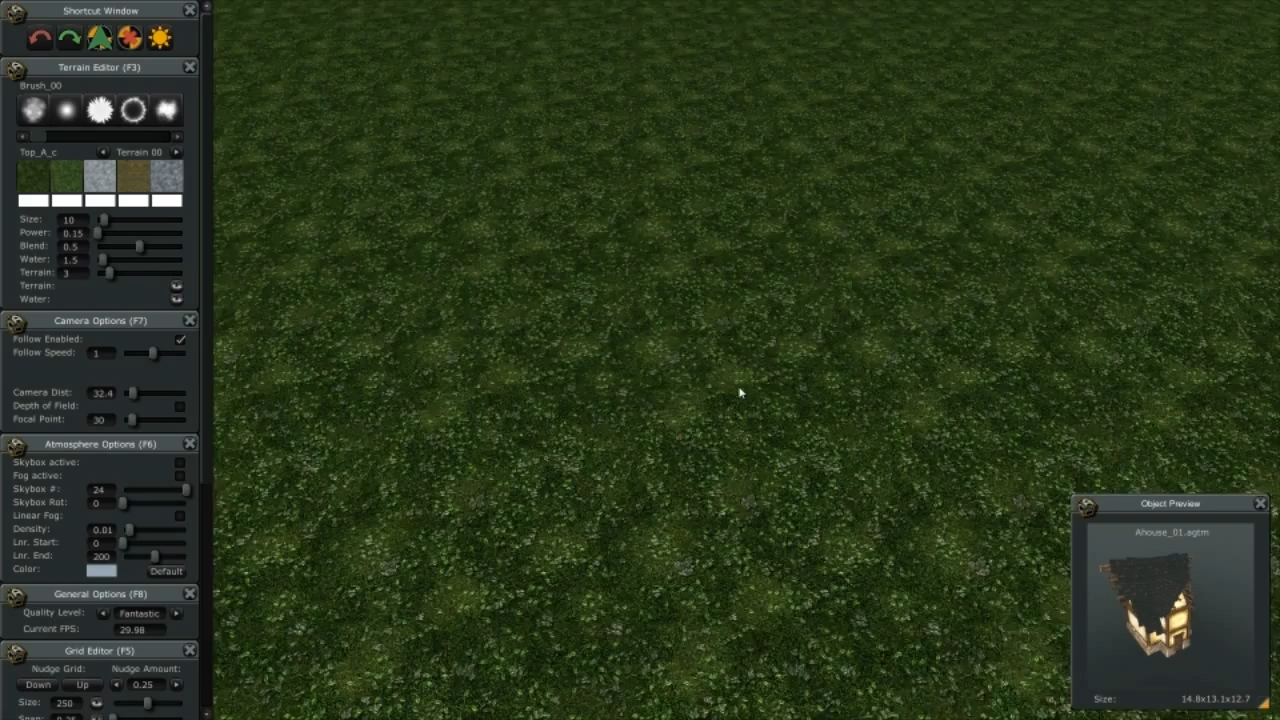 Shortcut Window
Terrain Editor (F3)
Brush_00
Top_A_c Terrain 00
Size: 10
Power: 0.15
Blend: 0.5
Water: 1.5
Terrain: 3
Terrain:
Water:
Camera Options (F7)
Follow Enabled:
Follow Speed: 1
Camera Dist: 32.4
Depth of Field:
Focal Point: 30
Atmosphere Options (F6)
Skybox active:
Fog active:
Skybox #: 24
Skybox Rot: 0
Linear Fog:
Density: 0.01
Lnr. Start: 0
Lnr. End: 200
Color: Default
General Options (F8)
Quality Level: Fantastic
Current FPS: 29.98
Grid Editor (F5)
Nudge Grid: Nudge Amount:
Down Up 0.25
Size: 250
Snap: 0.25
Object Preview
Ahouse_01.agtm
Size: 14.8x13.1x12.7